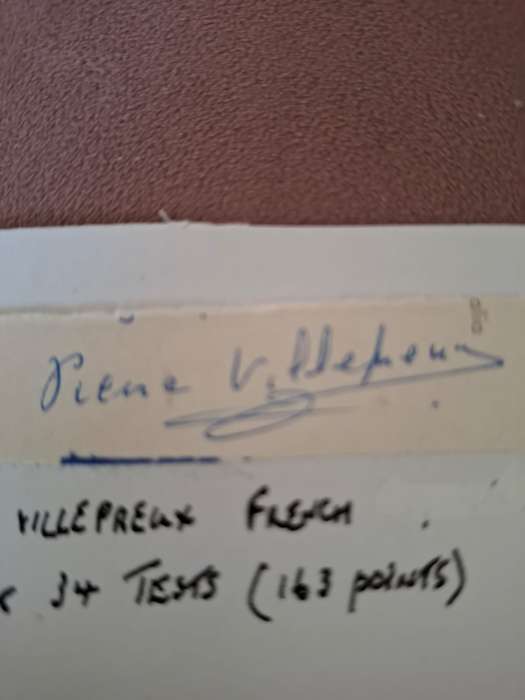 Pierre Villepreux
VILLEPREUX FRENCH
34 TESTS (163 POINTS)